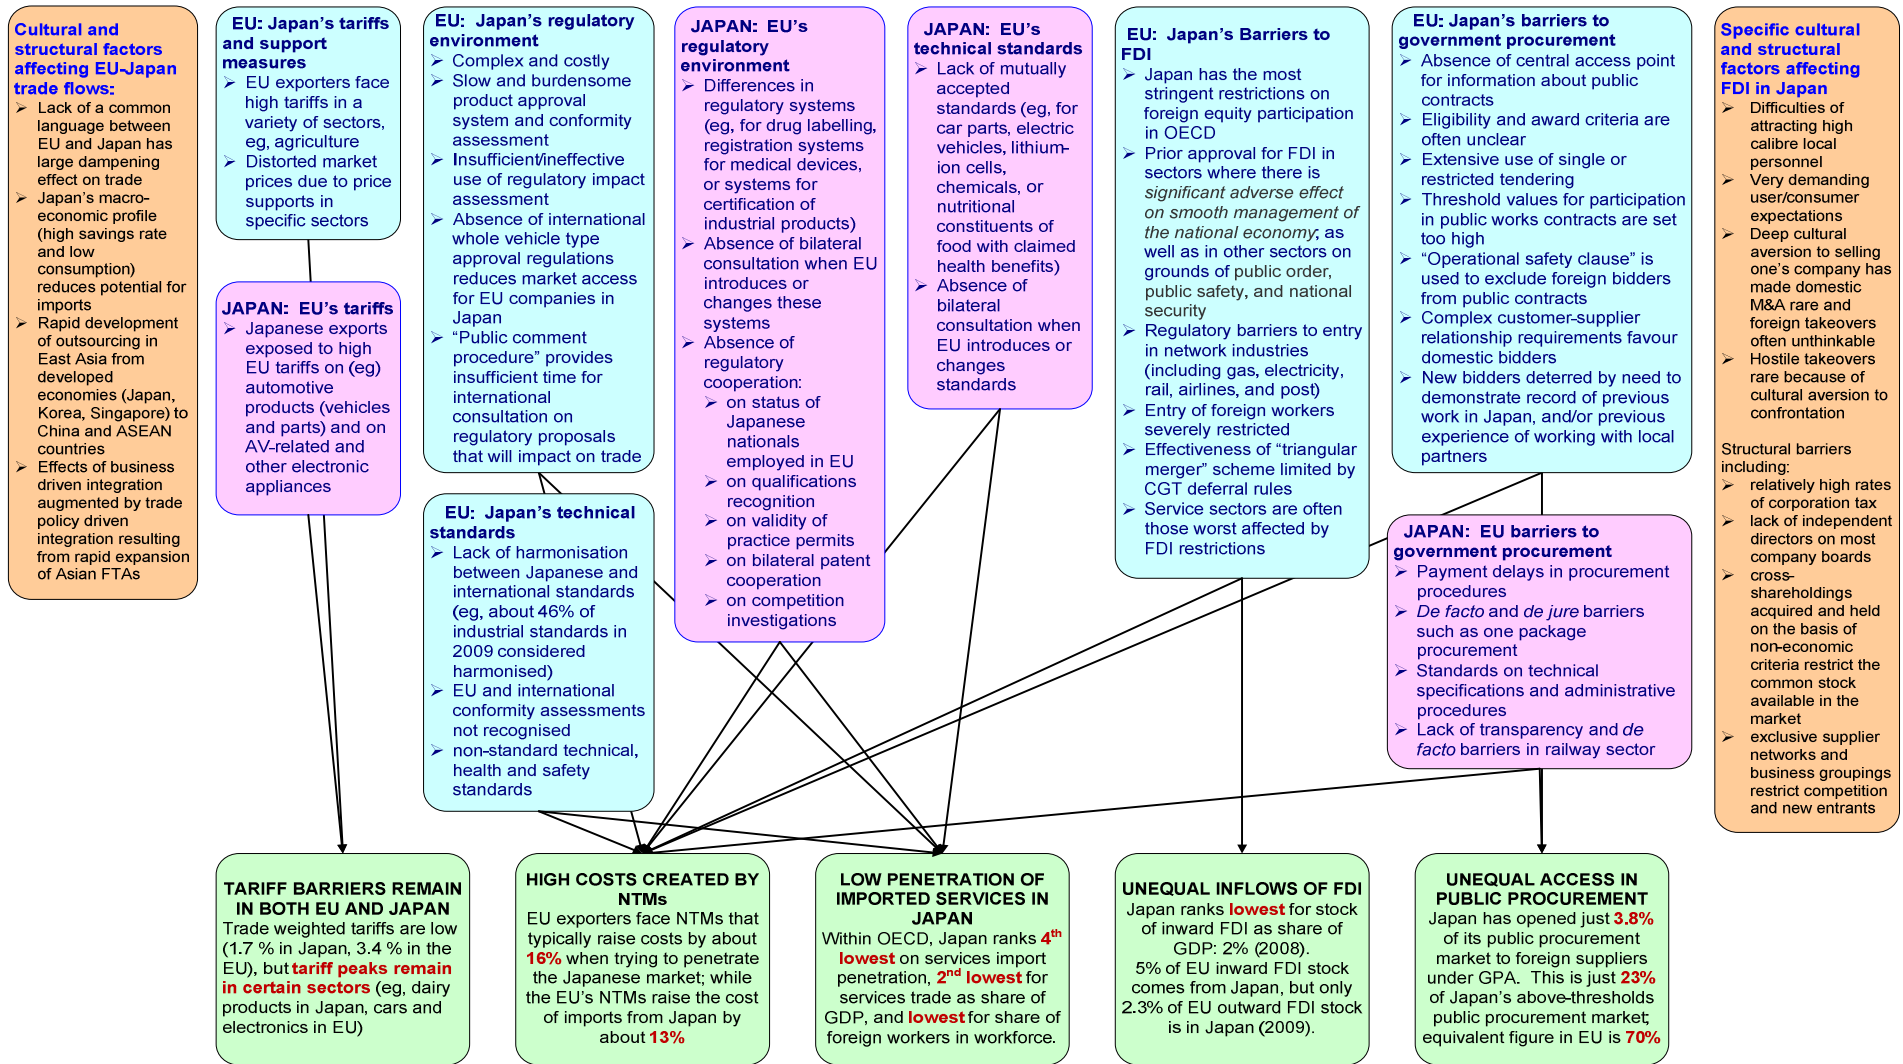 Cultural and
structural factors
affecting EU-Japan
trade flows:
➢ Lack of a common
language between
EU and Japan has
large dampening
effect on trade
➢ Japan's macro-
economic profile
(high savings rate
and low
consumption)
reduces potential for
imports
➢ Rapid development
of outsourcing in
East Asia from
developed
economies (Japan,
Korea, Singapore) to
China and ASEAN
countries
➢ Effects of business
driven integration
augmented by trade
policy driven
integration resulting
from rapid expansion
of Asian FTAs
EU: Japan's tariffs
and support
measures
➢ EU exporters face
high tariffs in a
variety of sectors,
eg, agriculture
➢ Distorted market
prices due to price
supports in
specific sectors
JAPAN: EU's tariffs
➢ Japanese exports
exposed to high
EU tariffs on (eg)
automotive
products (vehicles
and parts) and on
AV-related and
other electronic
appliances
EU: Japan's regulatory
environment
➢ Complex and costly
➢ Slow and burdensome
product approval
system and conformity
assessment
➢ Insufficient/ineffective
use of regulatory impact
assessment
➢ Absence of international
whole vehicle type
approval regulations
reduces market access
for EU companies in
Japan
➢ “Public comment
procedure” provides
insufficient time for
international
consultation on
regulatory proposals
that will impact on trade
EU: Japan's technical
standards
➢ Lack of harmonisation
between Japanese and
international standards
(eg, about 46% of
industrial standards in
2009 considered
harmonised)
➢ EU and international
conformity assessments
not recognised
➢ non-standard technical,
health and safety
standards
JAPAN: EU's
regulatory
environment
➢ Differences in
regulatory systems
(eg, for drug labelling,
registration systems
for medical devices,
or systems for
certification of
industrial products)
➢ Absence of bilateral
consultation when EU
introduces or
changes these
systems
➢ Absence of
regulatory
cooperation:
➢ on status of
Japanese
nationals
employed in EU
➢ on qualifications
recognition
➢ on validity of
practice permits
➢ on bilateral patent
cooperation
➢ on competition
investigations
JAPAN: EU's
technical standards
➢ Lack of mutually
accepted
standards (eg, for
car parts, electric
vehicles, lithium-
ion cells,
chemicals, or
nutritional
constituents of
food with claimed
health benefits)
➢ Absence of
bilateral
consultation when
EU introduces or
changes
standards
EU: Japan's Barriers to
FDI
➢ Japan has the most
stringent restrictions on
foreign equity participation
in OECD
➢ Prior approval for FDI in
sectors where there is
significant adverse effect
on smooth management of
the national economy; as
well as in other sectors on
grounds of public order,
public safety, and national
security
➢ Regulatory barriers to entry
in network industries
(including gas, electricity,
rail, airlines, and post)
➢ Entry of foreign workers
severely restricted
➢ Effectiveness of “triangular
merger” scheme limited by
CGT deferral rules
➢ Service sectors are often
those worst affected by
FDI restrictions
EU: Japan's barriers to
government procurement
➢ Absence of central access point
for information about public
contracts
➢ Eligibility and award criteria are
often unclear
➢ Extensive use of single or
restricted tendering
➢ Threshold values for participation
in public works contracts are set
too high
➢ “Operational safety clause” is
used to exclude foreign bidders
from public contracts
➢ Complex customer-supplier
relationship requirements favour
domestic bidders
➢ New bidders deterred by need to
demonstrate record of previous
work in Japan, and/or previous
experience of working with local
partners
JAPAN: EU barriers to
government procurement
➢ Payment delays in procurement
procedures
➢ De facto and de jure barriers
such as one package
procurement
➢ Standards on technical
specifications and administrative
procedures
➢ Lack of transparency and de
facto barriers in railway sector
Specific cultural
and structural
factors affecting
FDI in Japan
➢ Difficulties of
attracting high
calibre local
personnel
➢ Very demanding
user/consumer
expectations
➢ Deep cultural
aversion to selling
one's company has
made domestic
M&A rare and
foreign takeovers
often unthinkable
➢ Hostile takeovers
rare because of
cultural aversion to
confrontation
Structural barriers
including:
➢ relatively high rates
of corporation tax
➢ lack of independent
directors on most
company boards
➢ cross-
shareholdings
acquired and held
on the basis of
non-economic
criteria restrict the
common stock
available in the
market
➢ exclusive supplier
networks and
business groupings
restrict competition
and new entrants
TARIFF BARRIERS REMAIN
IN BOTH EU AND JAPAN
Trade weighted tariffs are low
(1.7 % in Japan, 3.4 % in the
EU), but tariff peaks remain
in certain sectors (eg, dairy
products in Japan, cars and
electronics in EU)
HIGH COSTS CREATED BY
NTMs
EU exporters face NTMs that
typically raise costs by about
16% when trying to penetrate
the Japanese market; while
the EU's NTMs raise the cost
of imports from Japan by
about 13%
LOW PENETRATION OF
IMPORTED SERVICES IN
JAPAN
Within OECD, Japan ranks 4th
lowest on services import
penetration, 2nd lowest for
services trade as share of
GDP, and lowest for share of
foreign workers in workforce.
UNEQUAL INFLOWS OF FDI
Japan ranks lowest for stock
of inward FDI as share of
GDP: 2% (2008).
5% of EU inward FDI stock
comes from Japan, but only
2.3% of EU outward FDI stock
is in Japan (2009).
UNEQUAL ACCESS IN
PUBLIC PROCUREMENT
Japan has opened just 3.8%
of its public procurement
market to foreign suppliers
under GPA. This is just 23%
of Japan's above-thresholds
public procurement market;
equivalent figure in EU is 70%